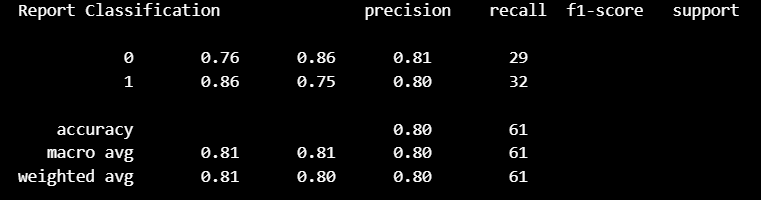 Report Classification               precision    recall  f1-score   support
           0       0.76      0.86      0.81        29
           1       0.86      0.75      0.80        32
    accuracy                           0.80        61
   macro avg       0.81      0.81      0.80        61
weighted avg       0.81      0.80      0.80        61